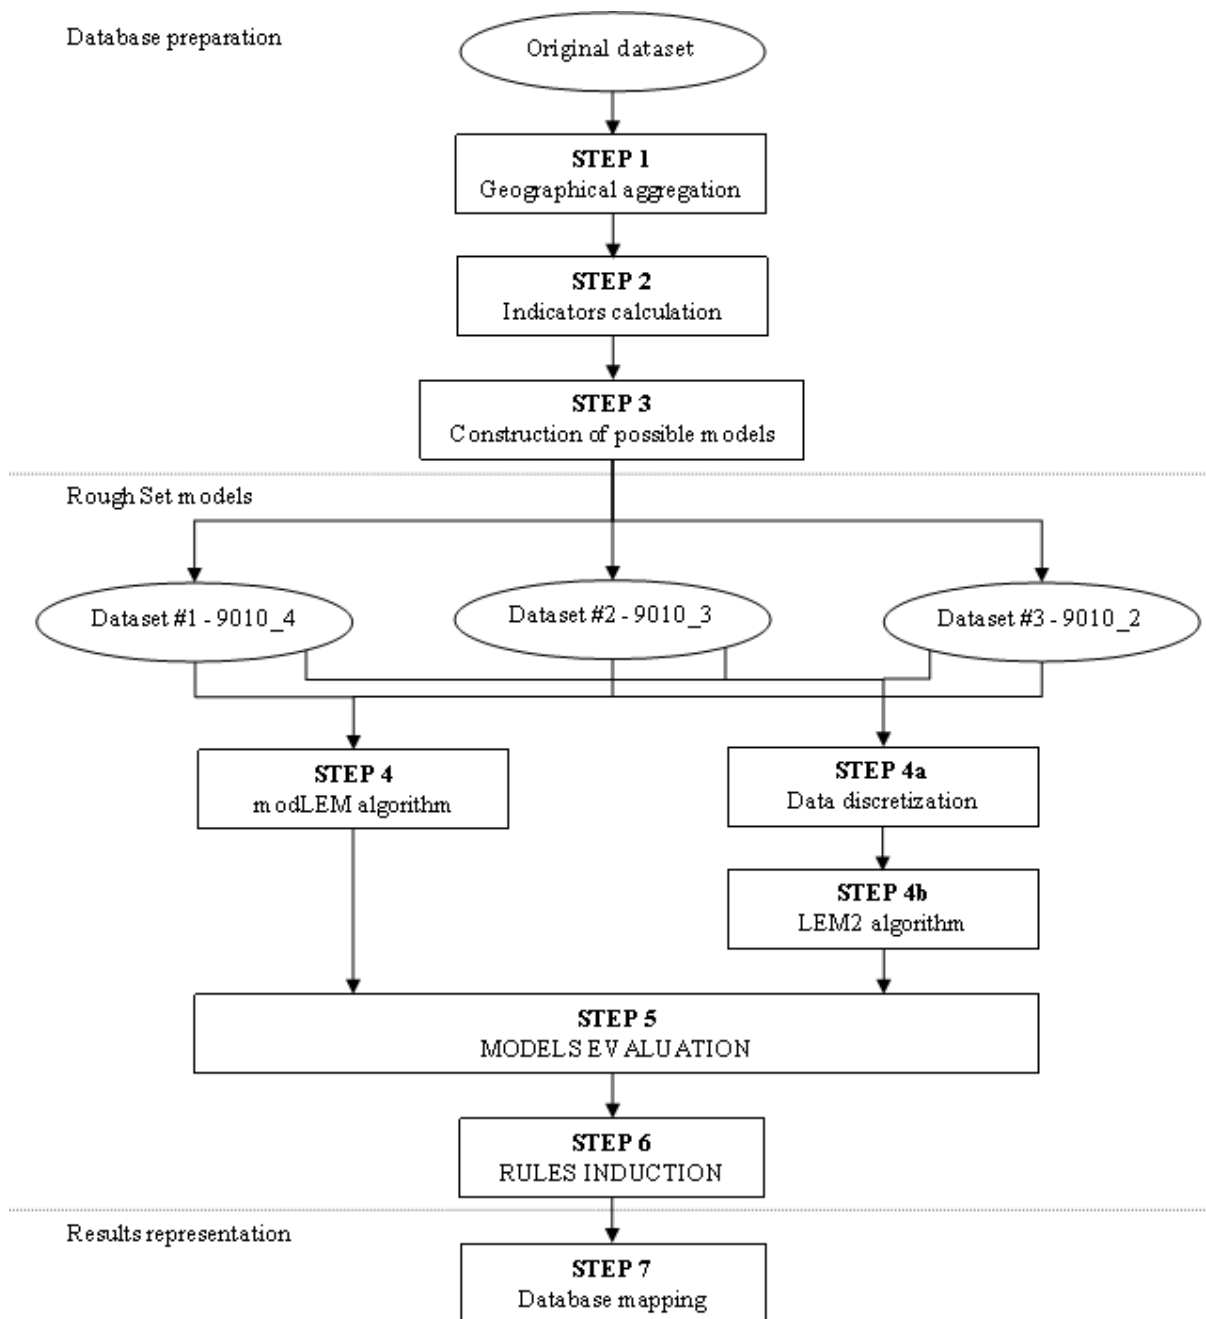 Database preparation
Original dataset
STEP 1
Geographical aggregation
STEP 2
Indicators calculation
STEP 3
Construction of possible models
Rough Set models
Dataset #1 - 9010_4
Dataset #2 - 9010_3
Dataset #3 - 9010_2
STEP 4
modLEM algorithm
STEP 4a
Data discretization
STEP 4b
LEM2 algorithm
STEP 5
MODELS EVALUATION
STEP 6
RULES INDUCTION
Results representation
STEP 7
Database mapping